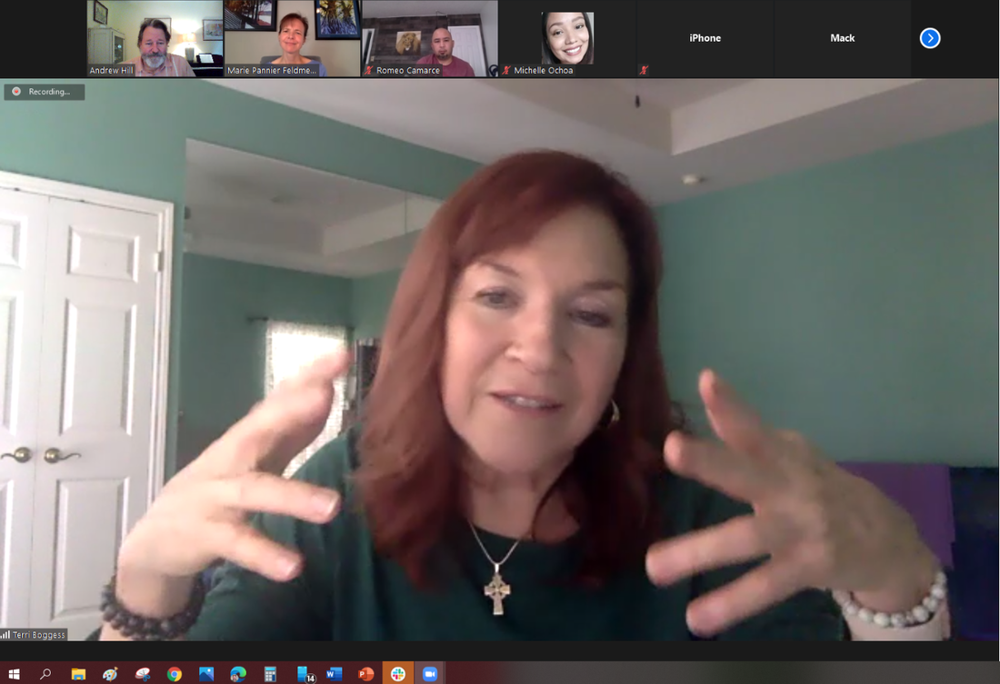 Andrew Hill
Marie Pannier Feldme...
Romeo Camarce
Michelle Ochoa
iPhone
Mack
Recording...
Terri Boggess
14